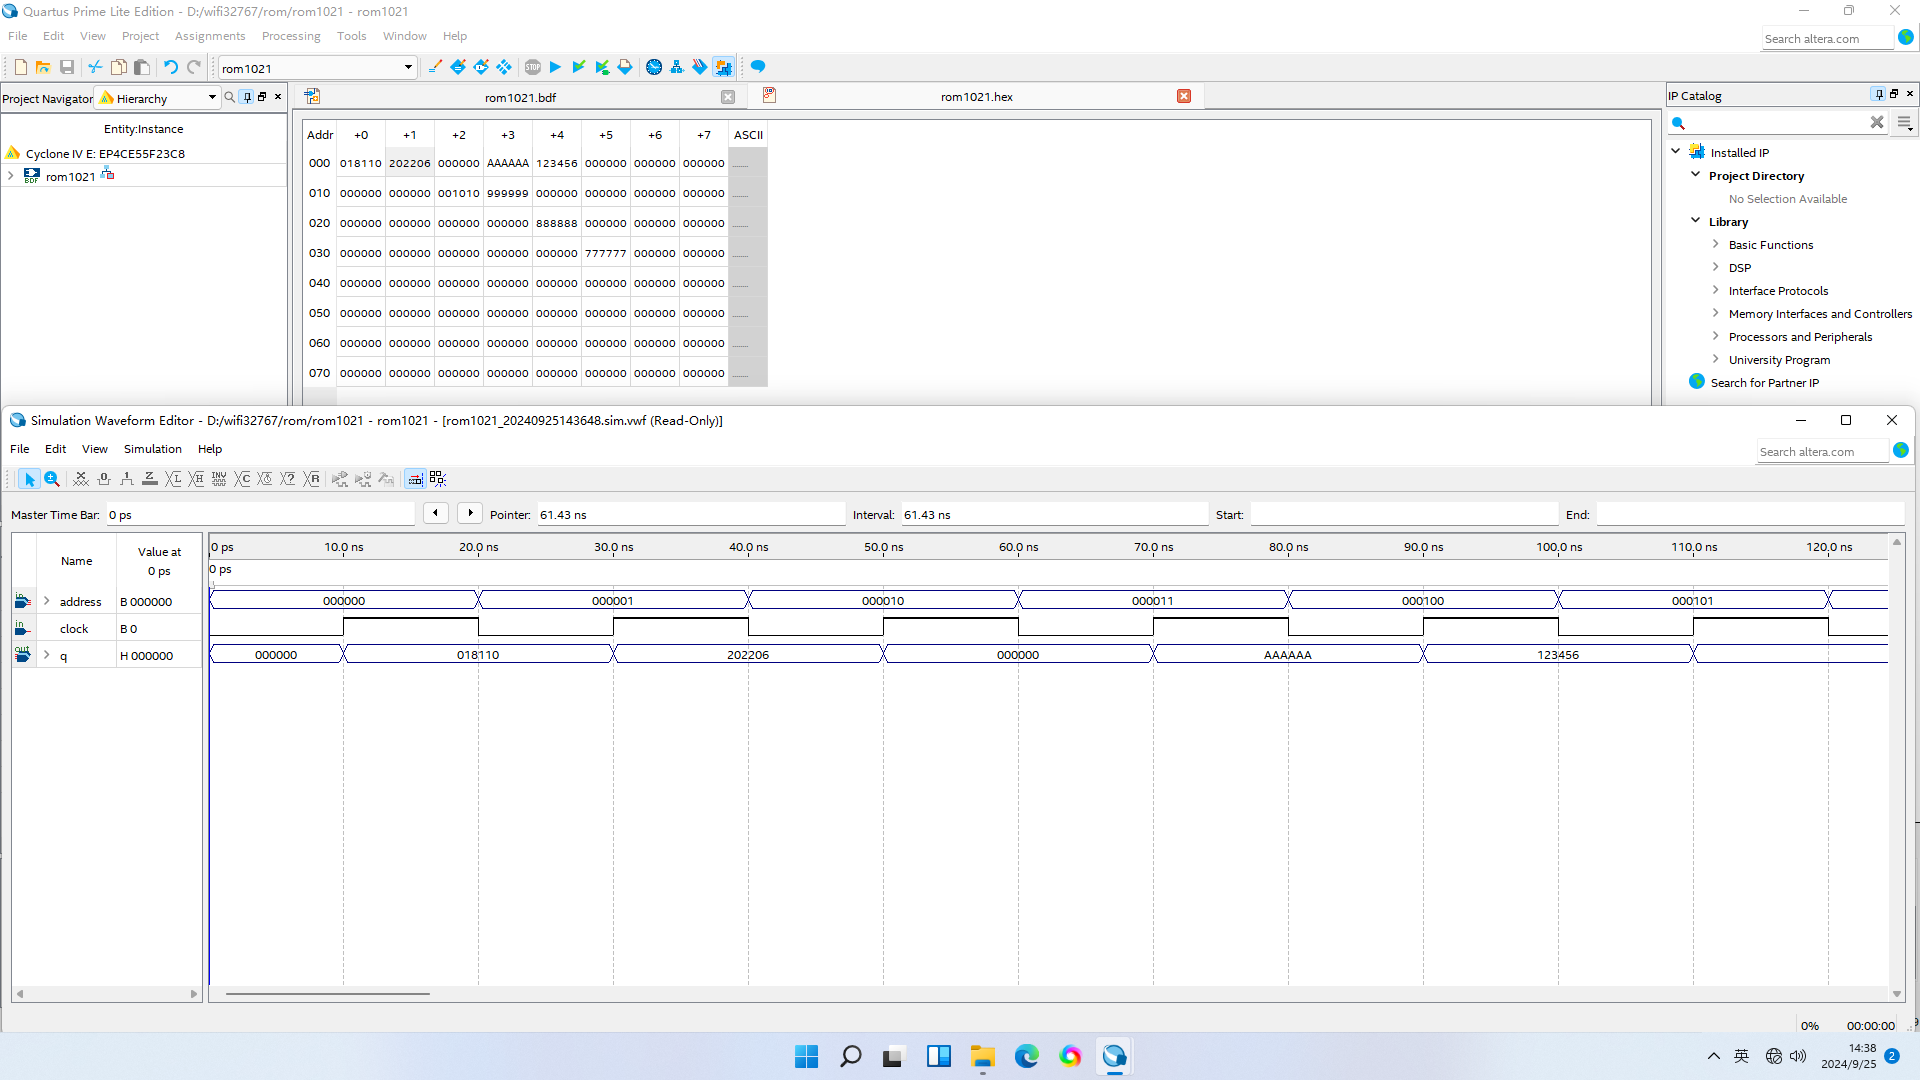 Quartus Prime Lite Edition - D:/wifi32767/rom/rom1021 - rom1021
File Edit View Project Assignments Processing Tools Window Help
Search altera.com
rom1021
STOP
Project Navigator Hierarchy
rom1021.bdf
rom1021.hex
IP Catalog
Entity:Instance
Cyclone IV E: EP4CE55F23C8
BDF rom1021
Addr +0 +1 +2 +3 +4 +5 +6 +7 ASCII
000 018110 202206 000000 AAAAAA 123456 000000 000000 000000 ........
010 000000 000000 001010 999999 000000 000000 000000 000000 ........
020 000000 000000 000000 000000 888888 000000 000000 000000 ........
030 000000 000000 000000 000000 000000 777777 000000 000000 ........
040 000000 000000 000000 000000 000000 000000 000000 000000 ........
050 000000 000000 000000 000000 000000 000000 000000 000000 ........
060 000000 000000 000000 000000 000000 000000 000000 000000 ........
070 000000 000000 000000 000000 000000 000000 000000 000000 ........
Installed IP
Project Directory
No Selection Available
Library
Basic Functions
DSP
Interface Protocols
Memory Interfaces and Controllers
Processors and Peripherals
University Program
Search for Partner IP
Simulation Waveform Editor - D:/wifi32767/rom/rom1021 - rom1021 - [rom1021_20240925143648.sim.vwf (Read-Only)]
File Edit View Simulation Help
Search altera.com
Master Time Bar: 0 ps Pointer: 61.43 ns Interval: 61.43 ns Start: End:
Name Value at 0 ps
0 ps 10.0 ns 20.0 ns 30.0 ns 40.0 ns 50.0 ns 60.0 ns 70.0 ns 80.0 ns 90.0 ns 100.0 ns 110.0 ns 120.0 ns
0 ps
in address B 000000 000000 000001 000010 000011 000100 000101
in clock B 0
out q H 000000 000000 018110 202206 000000 AAAAAA 123456
0% 00:00:00
英 14:38
2024/9/25 2